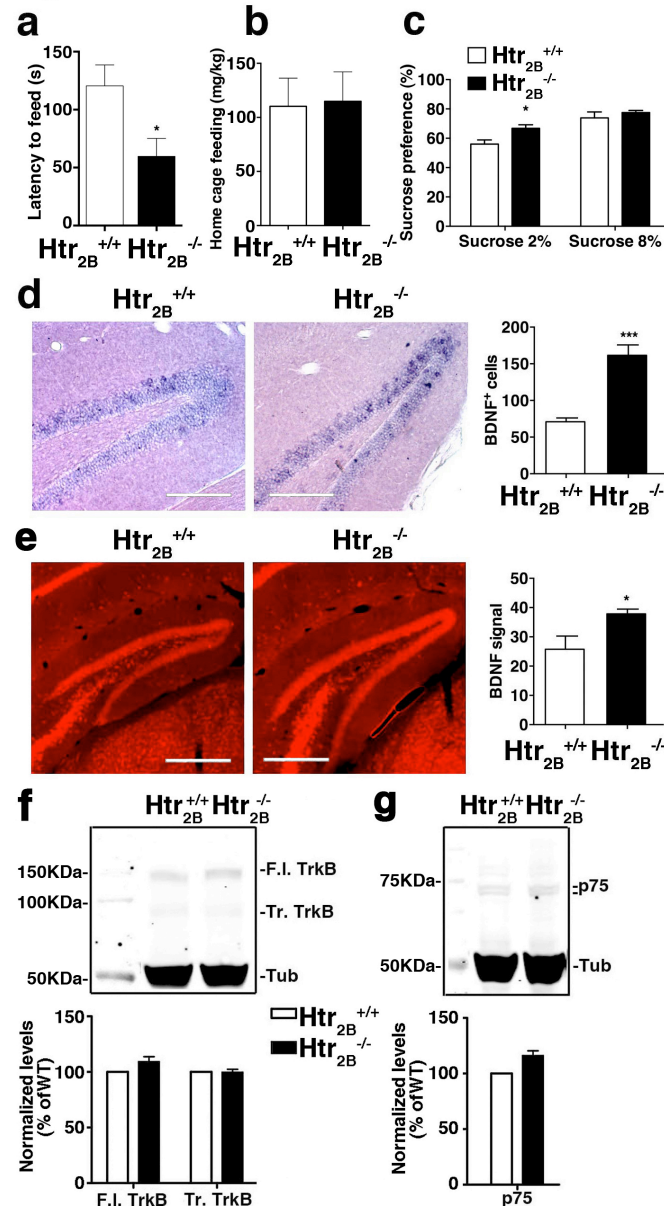 a
Latency to feed (s)
150
100
50
0
*
Htr2B+/+ Htr2B-/-
b
Home cage feeding (mg/kg)
150
100
50
0
Htr2B+/+ Htr2B-/-
c
Htr2B+/+
Htr2B-/-
Sucrose preference (%)
100
80
60
40
20
0
*
Sucrose 2% Sucrose 8%
d
Htr2B+/+ Htr2B-/-
BDNF+ cells
200
150
100
50
0
***
Htr2B+/+ Htr2B-/-
e
Htr2B+/+ Htr2B-/-
BDNF signal
50
40
30
20
10
0
*
Htr2B+/+ Htr2B-/-
f
Htr2B+/+ Htr2B-/-
150KDa-
100KDa-
50KDa-
-F.l. TrkB
-Tr. TrkB
-Tub
Normalized levels
(% ofWT)
150
100
50
0
F.l. TrkB Tr. TrkB
Htr2B+/+
Htr2B-/-
g
Htr2B+/+ Htr2B-/-
75KDa-
50KDa-
p75
-Tub
Normalized levels
(% ofWT)
150
100
50
0
p75